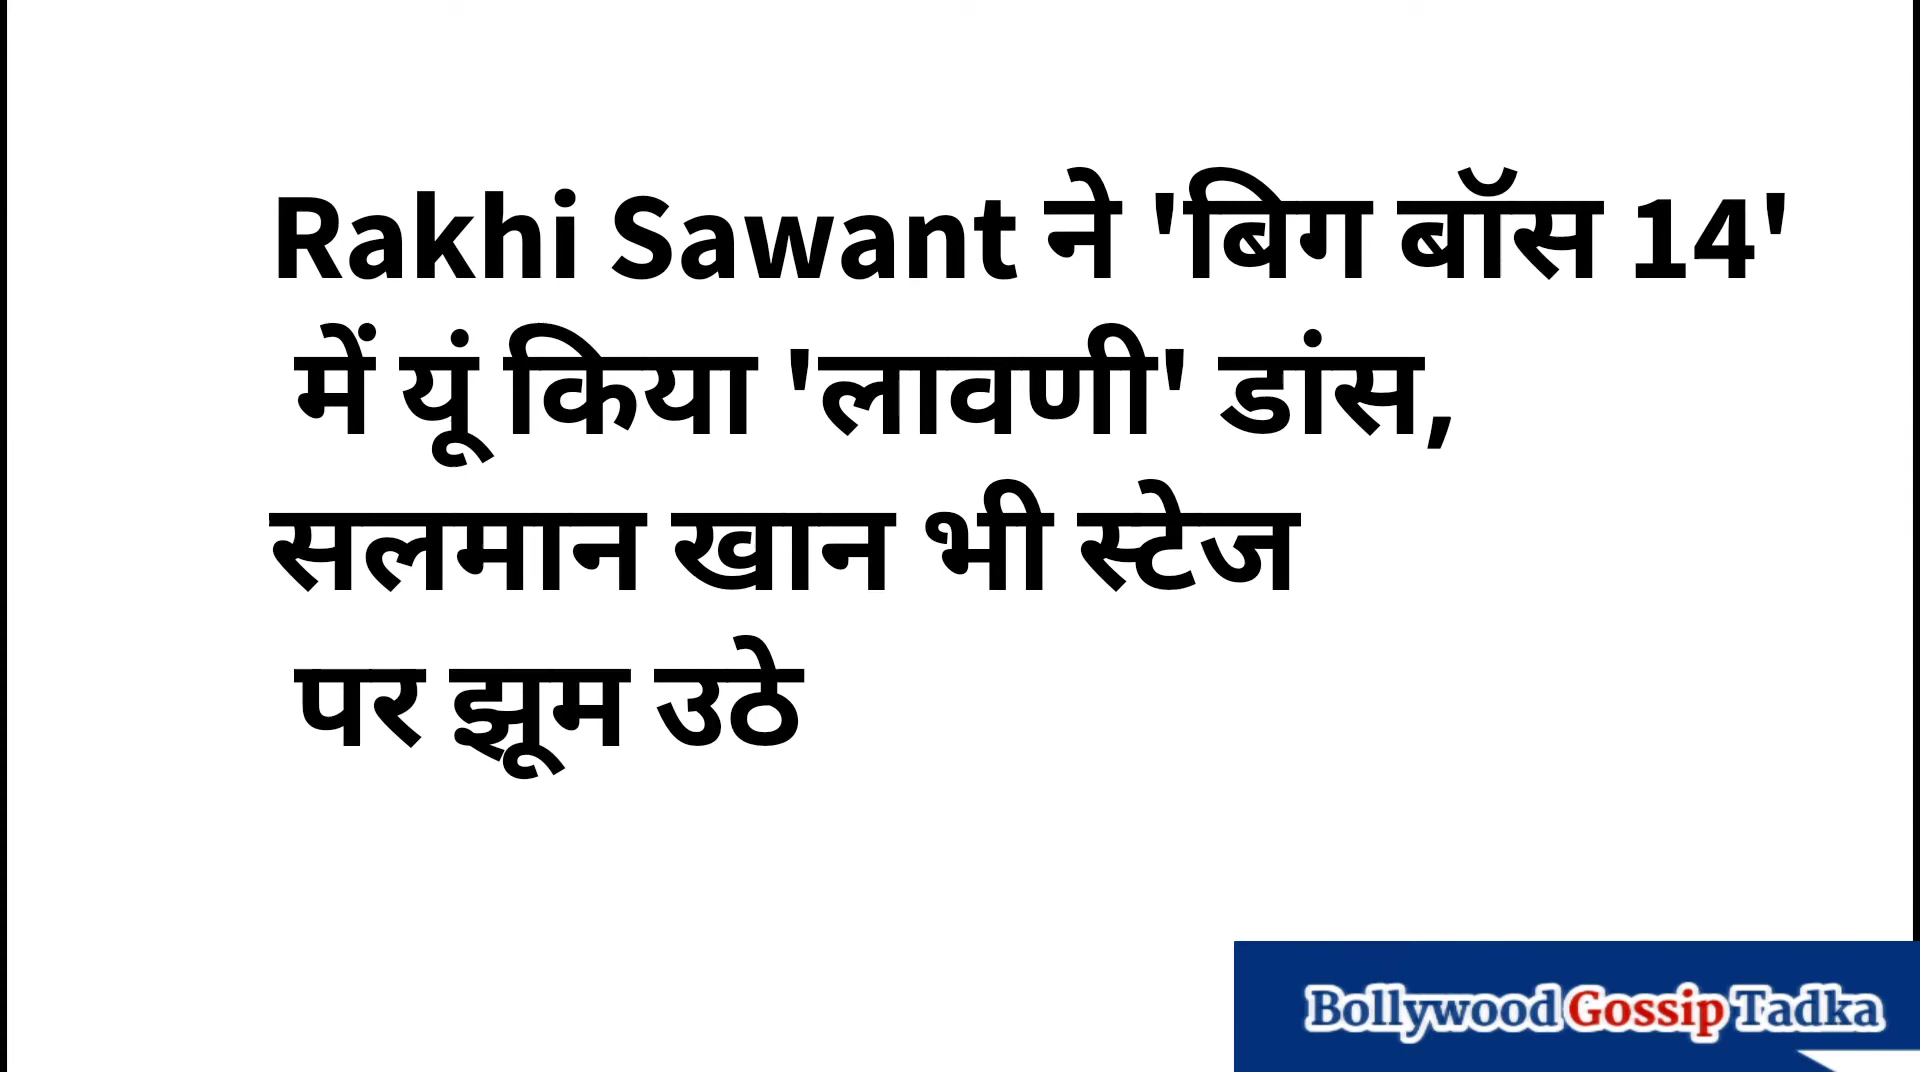 Rakhi Sawant ने 'बिग बॉस 14'
में यूं किया 'लावणी' डांस,
सलमान खान भी स्टेज
पर झूम उठे
Bollywood Gossip Tadka